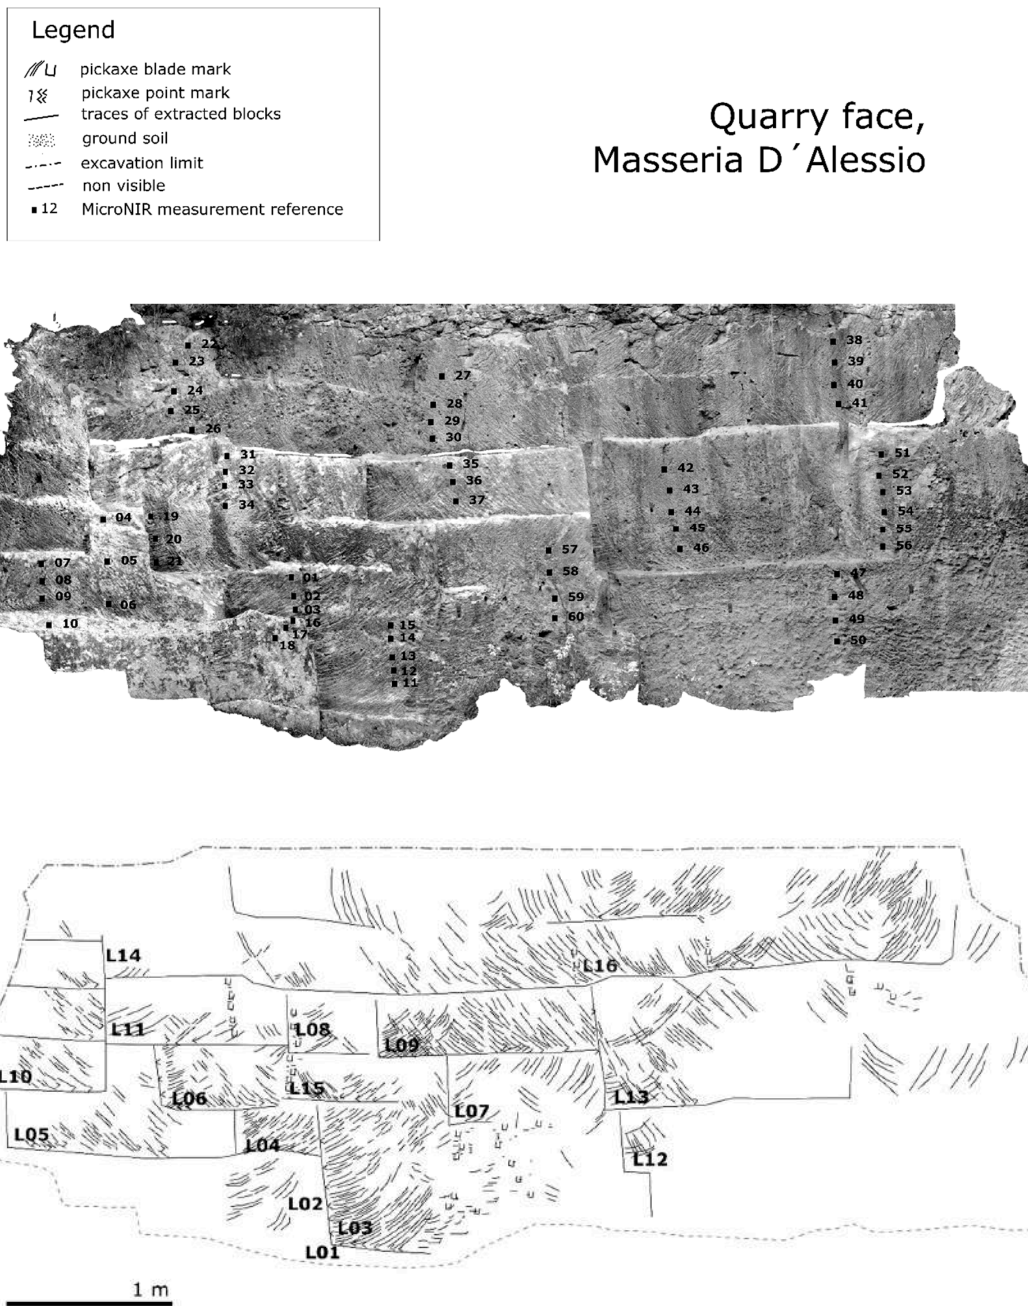 Legend
pickaxe blade mark
pickaxe point mark
traces of extracted blocks
ground soil
excavation limit
non visible
12 MicroNIR measurement reference
Quarry face,
Masseria D´Alessio
22
23
24
25
26
27
28
29
30
38
39
40
41
31
32
33
34
35
36
37
42
43
44
45
46
51
52
53
54
55
56
04
19
20
21
05
06
07
08
09
10
01
02
03
16
17
18
15
14
13
12
11
57
58
59
60
47
48
49
50
L14
L16
L11
L08
L09
L10
L06
L15
L07
L13
L05
L04
L12
L02
L03
L01
1 m